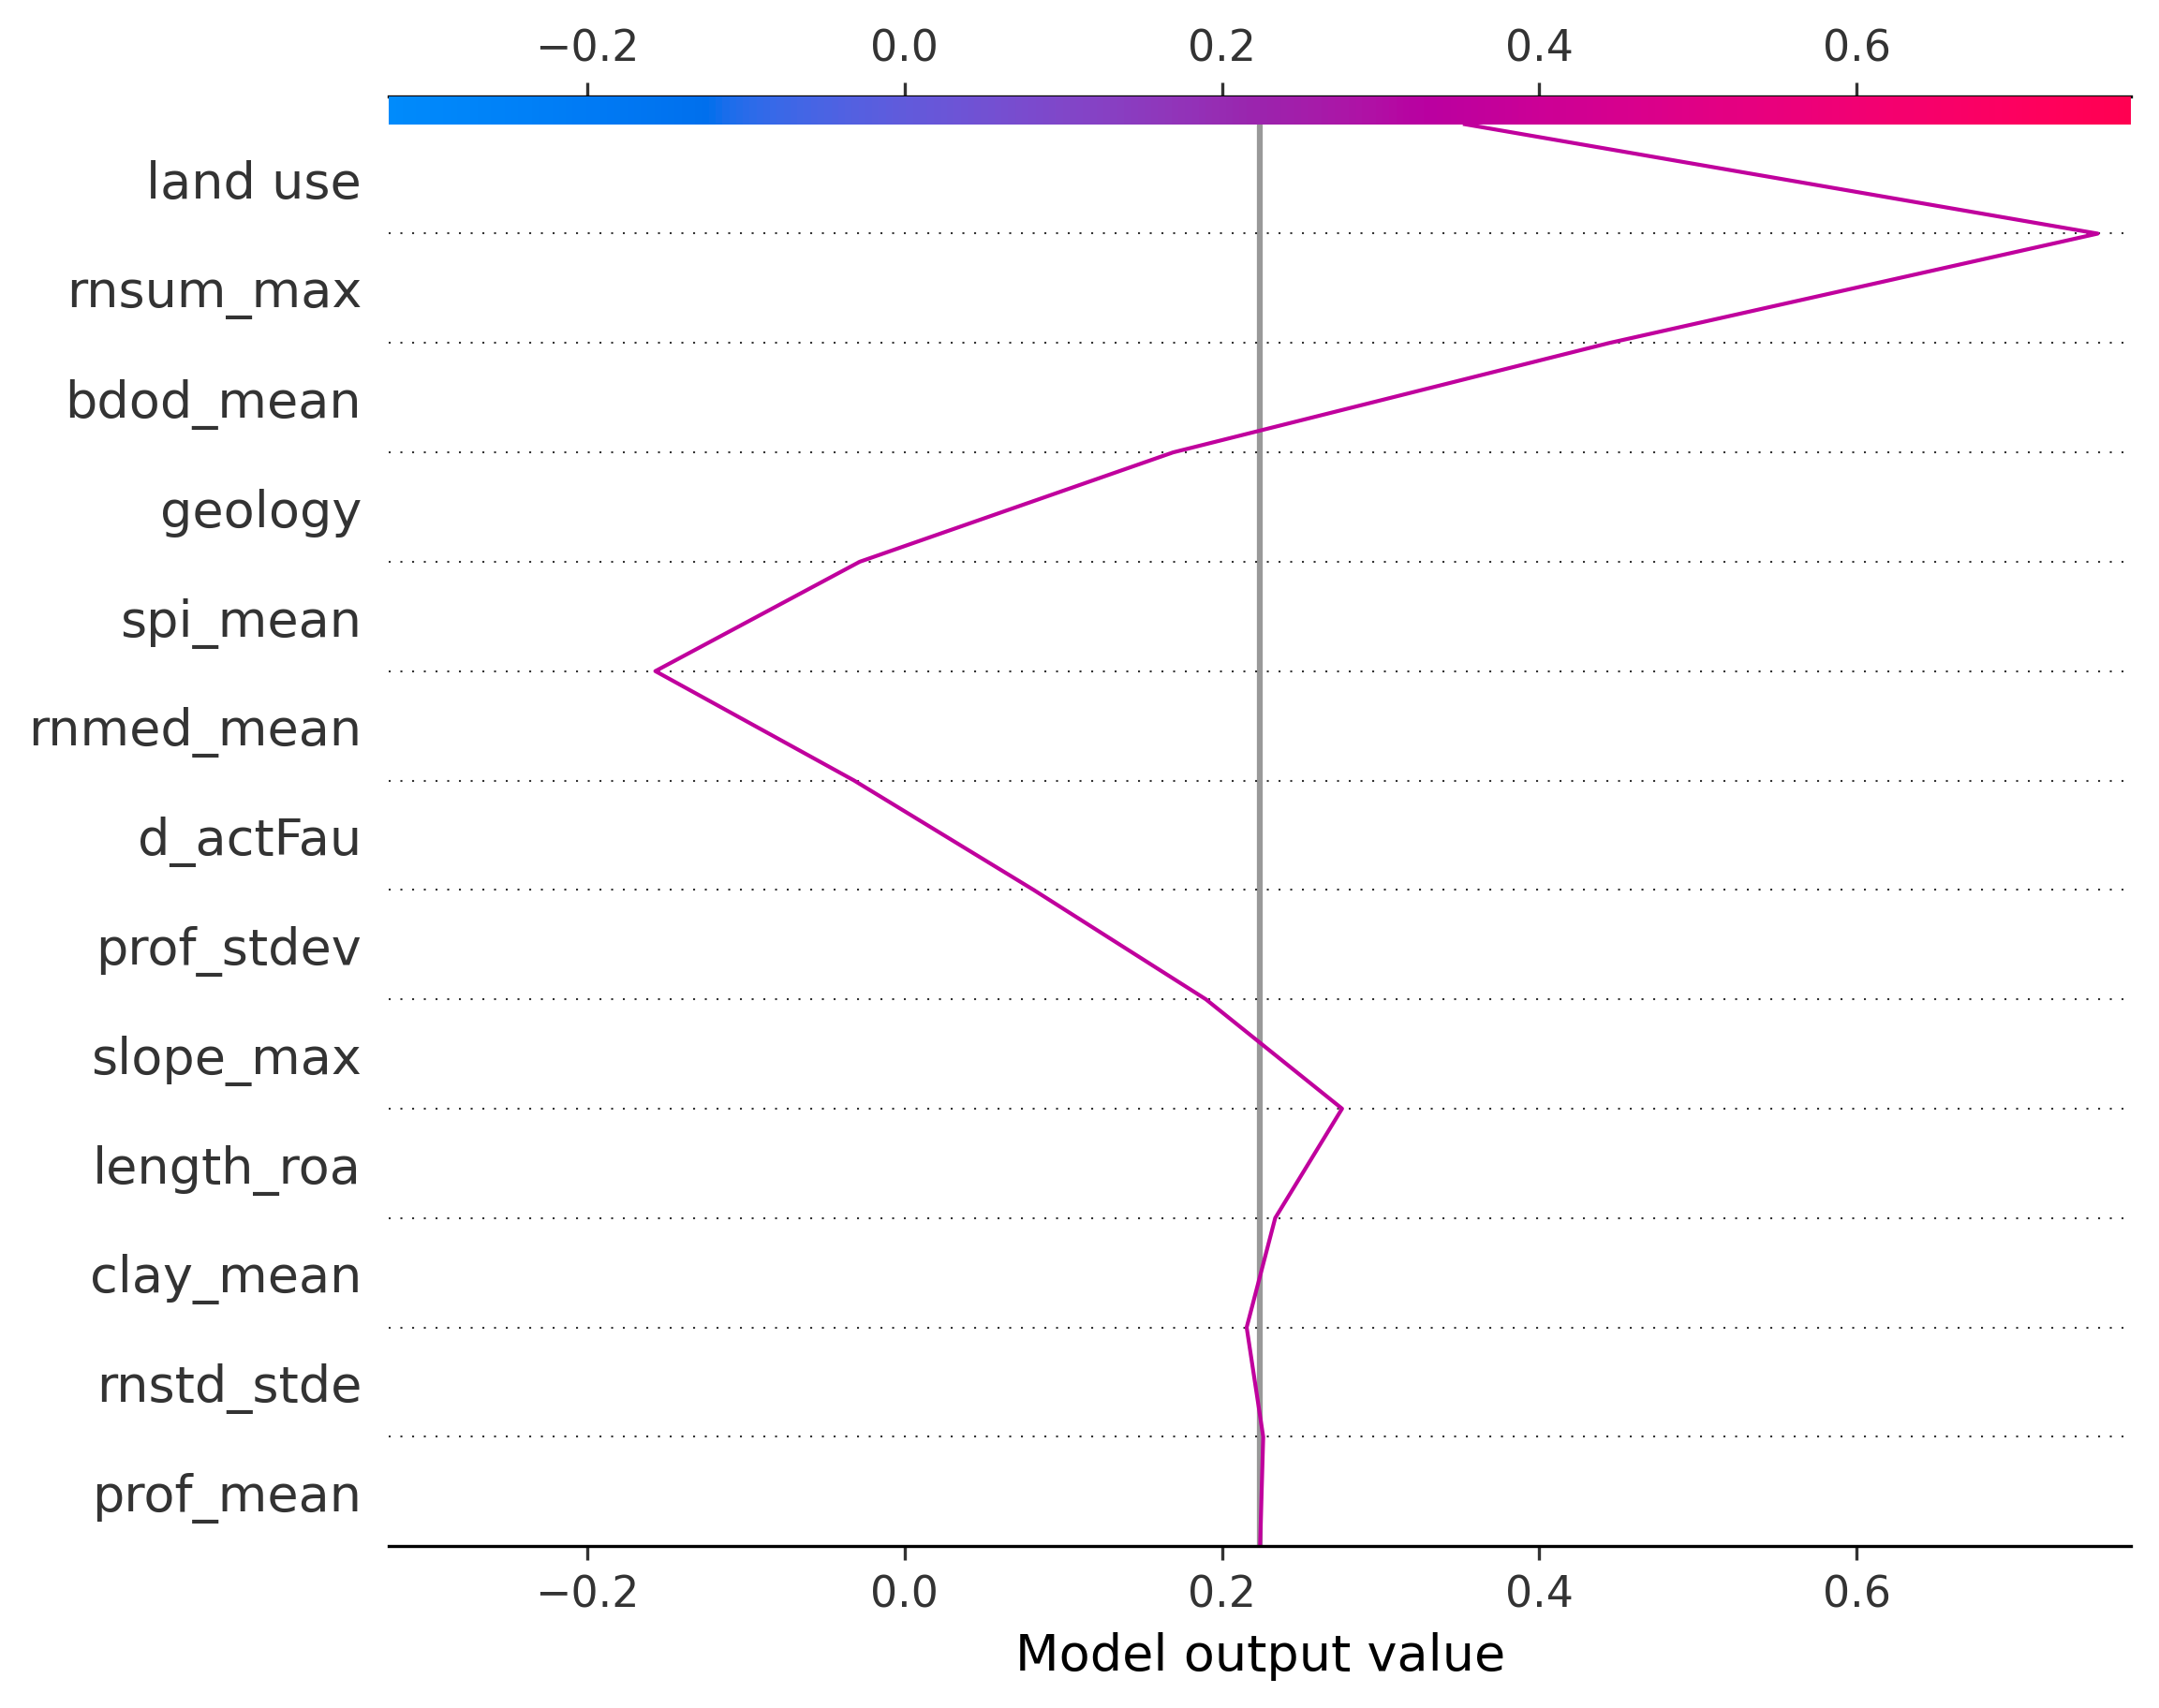 −0.2 0.0 0.2 0.4 0.6
land use
rnsum_max
bdod_mean
geology
spi_mean
rnmed_mean
d_actFau
prof_stdev
slope_max
length_roa
clay_mean
rnstd_stde
prof_mean
−0.2 0.0 0.2 0.4 0.6
Model output value